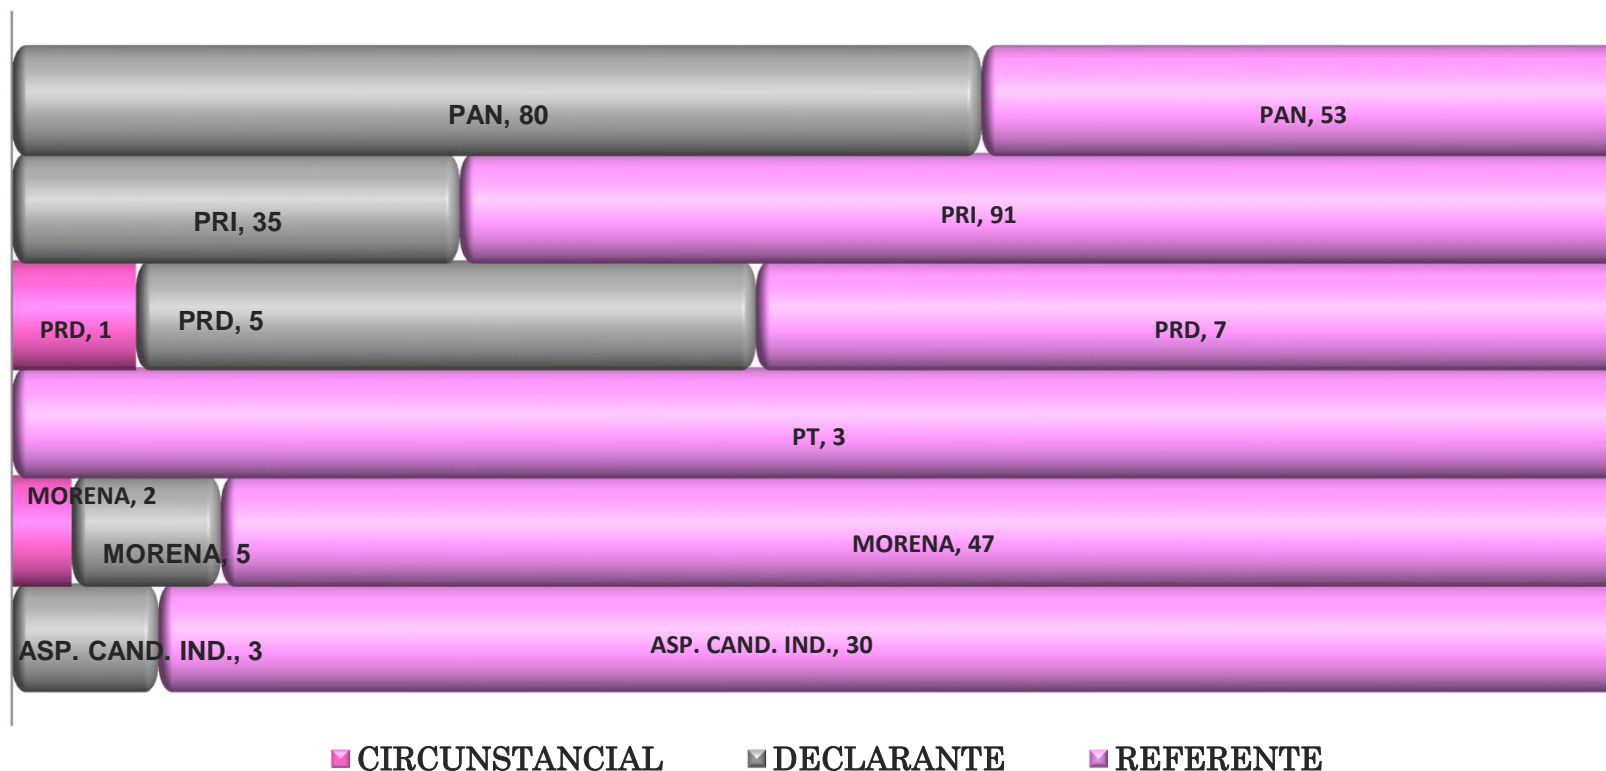 PAN, 80
PAN, 53
PRI, 35
PRI, 91
PRD, 1
PRD, 5
PRD, 7
PT, 3
MORENA, 2
MORENA, 5
MORENA, 47
ASP. CAND. IND., 3
ASP. CAND. IND., 30
CIRCUNSTANCIAL
DECLARANTE
REFERENTE